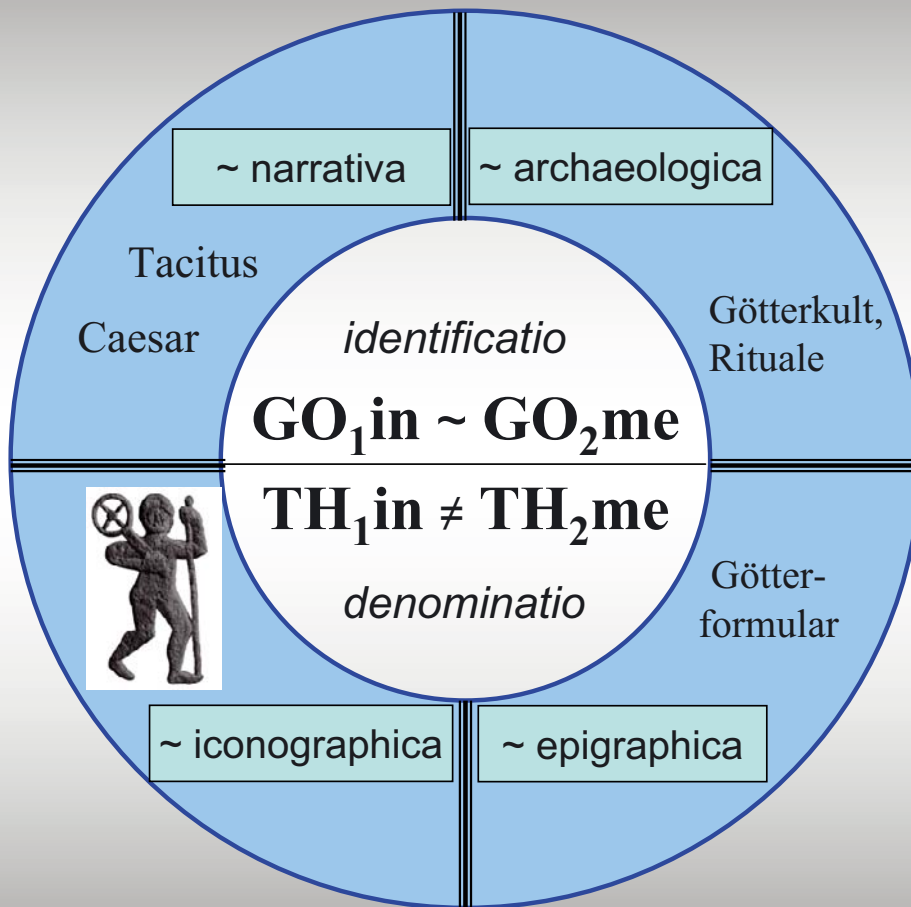 ~ narrativa
~ archaeologica
Tacitus
Caesar
Götterkult,
Rituale
identificatio
GO₁in ~ GO₂me
TH₁in ≠ TH₂me
denominatio
Götter-
formular
~ iconographica
~ epigraphica